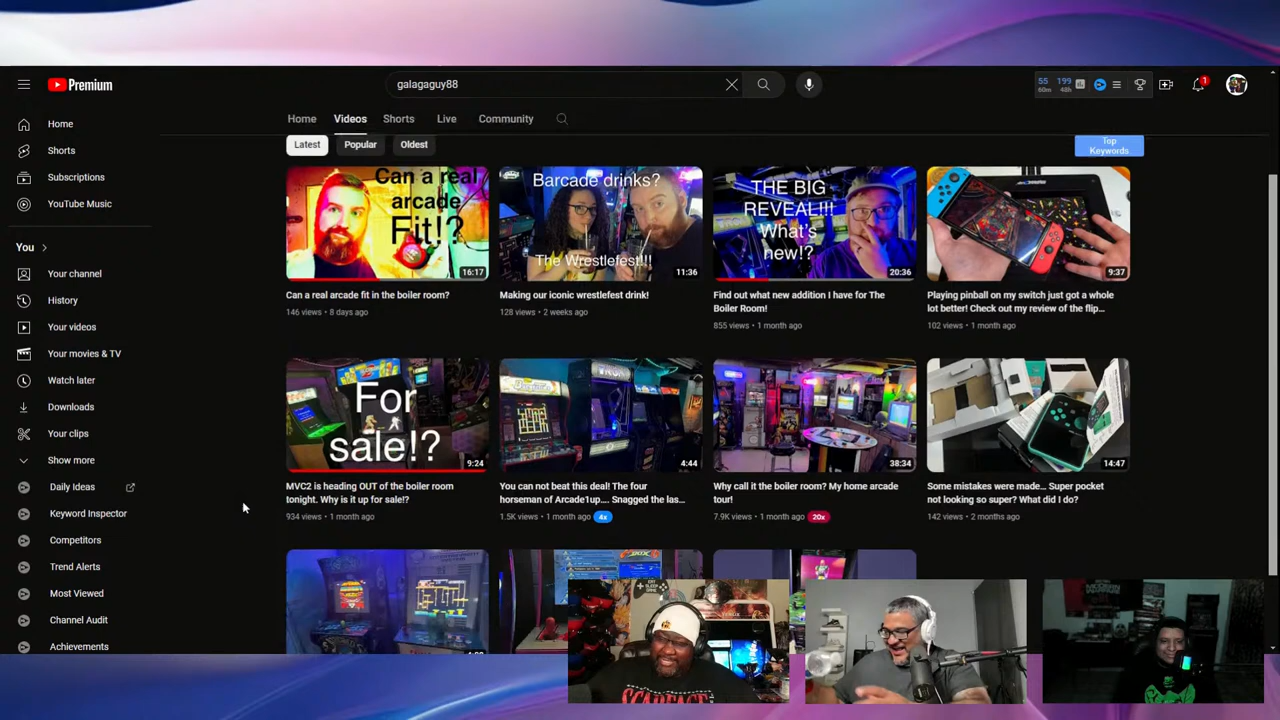 Premium
galagaguy88
55
60m
199
48h
1
Home
Videos
Shorts
Live
Community
Home
Shorts
Subscriptions
YouTube Music
You
Your channel
History
Your videos
Your movies & TV
Watch later
Downloads
Your clips
Show more
Daily Ideas
Keyword Inspector
Competitors
Trend Alerts
Most Viewed
Channel Audit
Achievements
Latest
Popular
Oldest
Top
Keywords
Can a real
arcade
Fit!?
16:17
Can a real arcade fit in the boiler room?
146 views • 8 days ago
Barcade drinks?
The Wrestlefest!!!
11:36
Making our iconic wrestlefest drink!
128 views • 2 weeks ago
THE BIG
REVEAL!!!
What's
new!?
20:36
Find out what new addition I have for The
Boiler Room!
855 views • 1 month ago
9:37
Playing pinball on my switch just got a whole
lot better! Check out my review of the flip...
102 views • 1 month ago
For
sale!?
9:24
MVC2 is heading OUT of the boiler room
tonight. Why is it up for sale!?
934 views • 1 month ago
4:44
You can not beat this deal! The four
horseman of Arcade1up.... Snagged the las...
1.5K views • 1 month ago
4x
38:34
Why call it the boiler room? My home arcade
tour!
7.9K views • 1 month ago
20x
14:47
Some mistakes were made... Super pocket
not looking so super? What did I do?
142 views • 2 months ago
SCARFACE